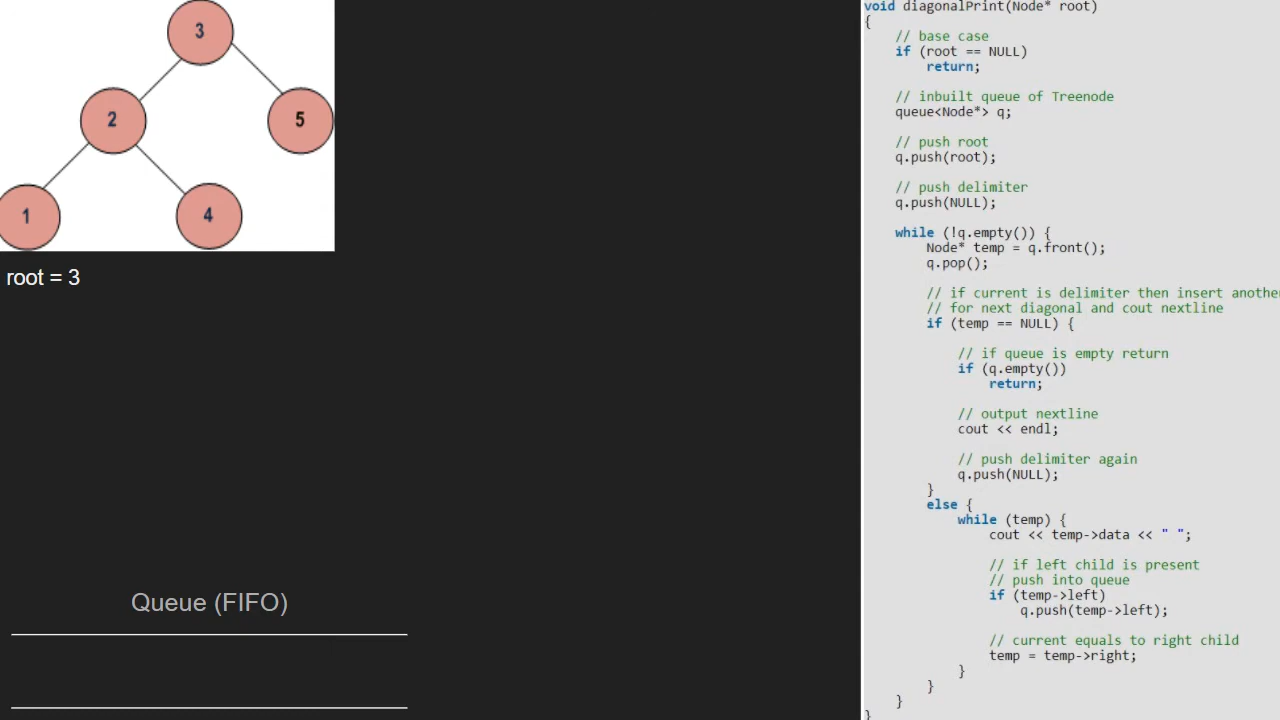 3
2
5
1
4
root = 3
Queue (FIFO)
void diagonalPrint(Node* root)
{
    // base case
    if (root == NULL)
        return;

    // inbuilt queue of Treenode
    queue<Node*> q;

    // push root
    q.push(root);

    // push delimiter
    q.push(NULL);

    while (!q.empty()) {
        Node* temp = q.front();
        q.pop();

        // if current is delimiter then insert anothe
        // for next diagonal and cout nextline
        if (temp == NULL) {

            // if queue is empty return
            if (q.empty())
                return;

            // output nextline
            cout << endl;

            // push delimiter again
            q.push(NULL);
        }
        else {
            while (temp) {
                cout << temp->data << " ";

                // if left child is present
                // push into queue
                if (temp->left)
                    q.push(temp->left);

                // current equals to right child
                temp = temp->right;
            }
        }
    }
}